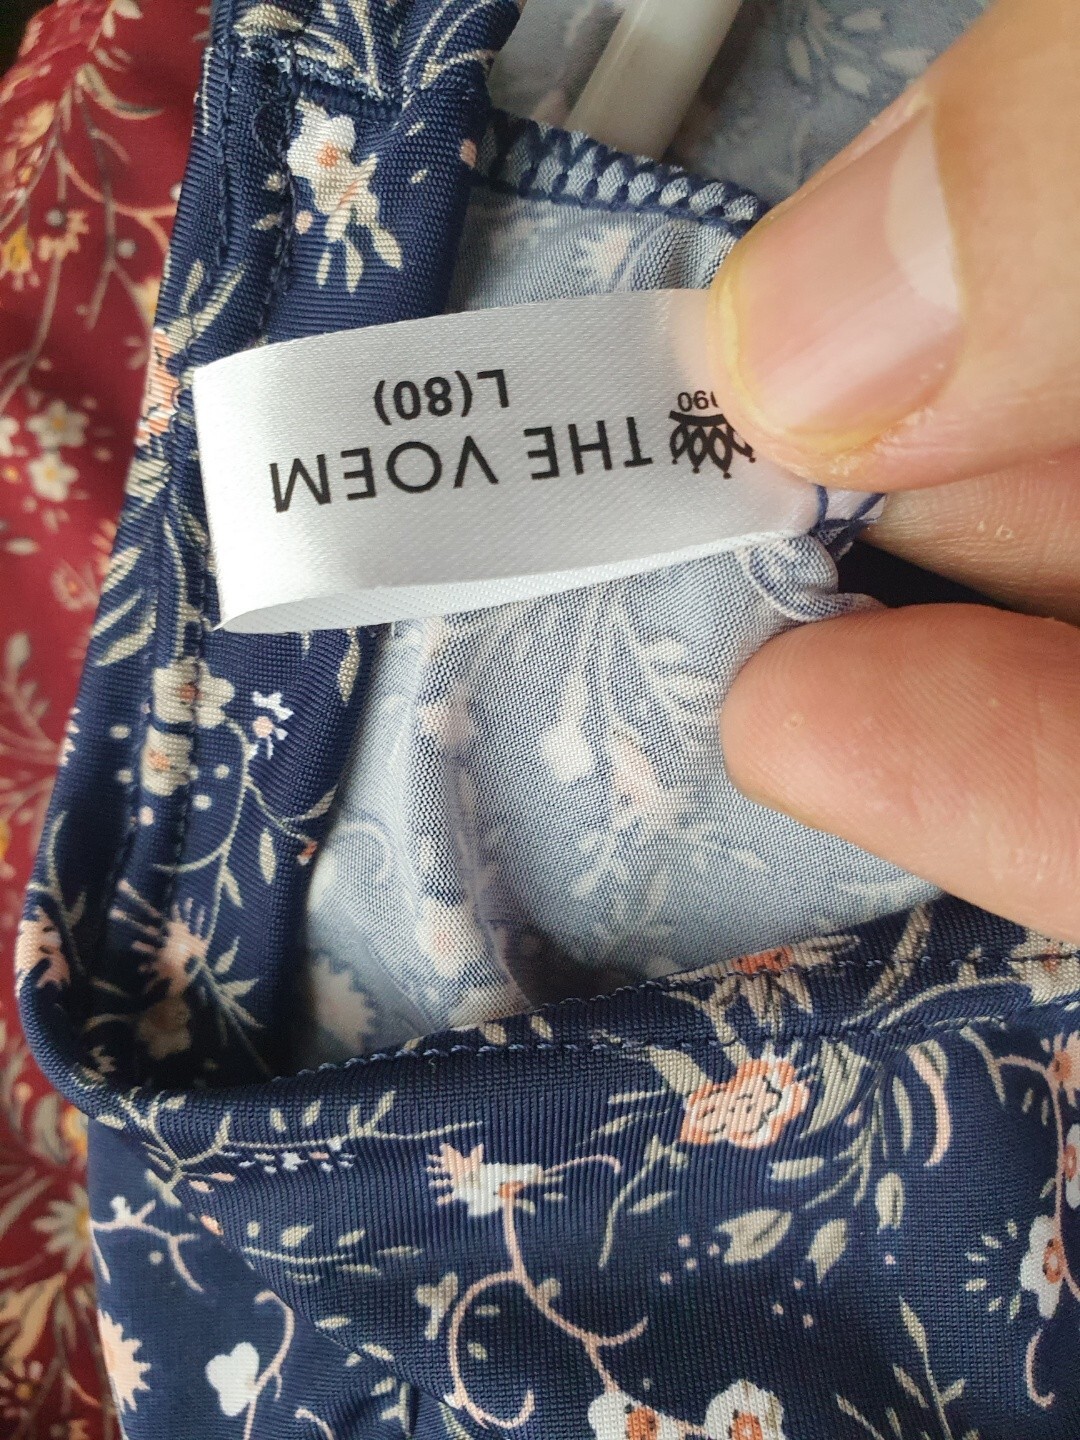 THE VOEM
L(80)